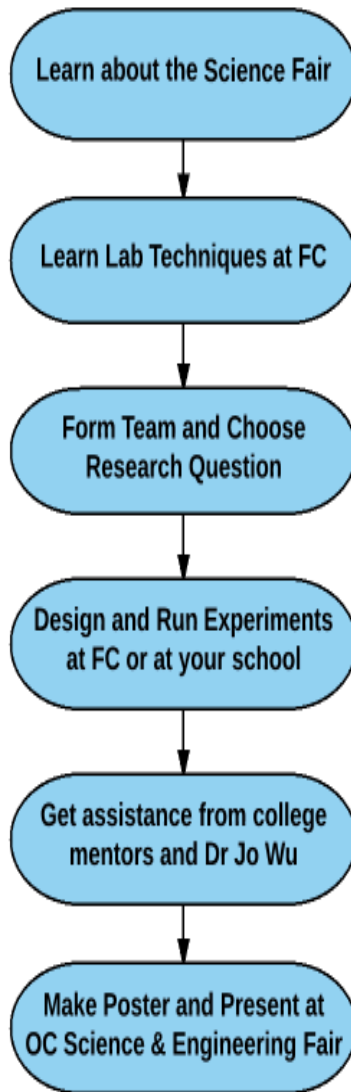 Learn about the Science Fair
Learn Lab Techniques at FC
Form Team and Choose
Research Question
Design and Run Experiments
at FC or at your school
Get assistance from college
mentors and Dr Jo Wu
Make Poster and Present at
OC Science & Engineering Fair